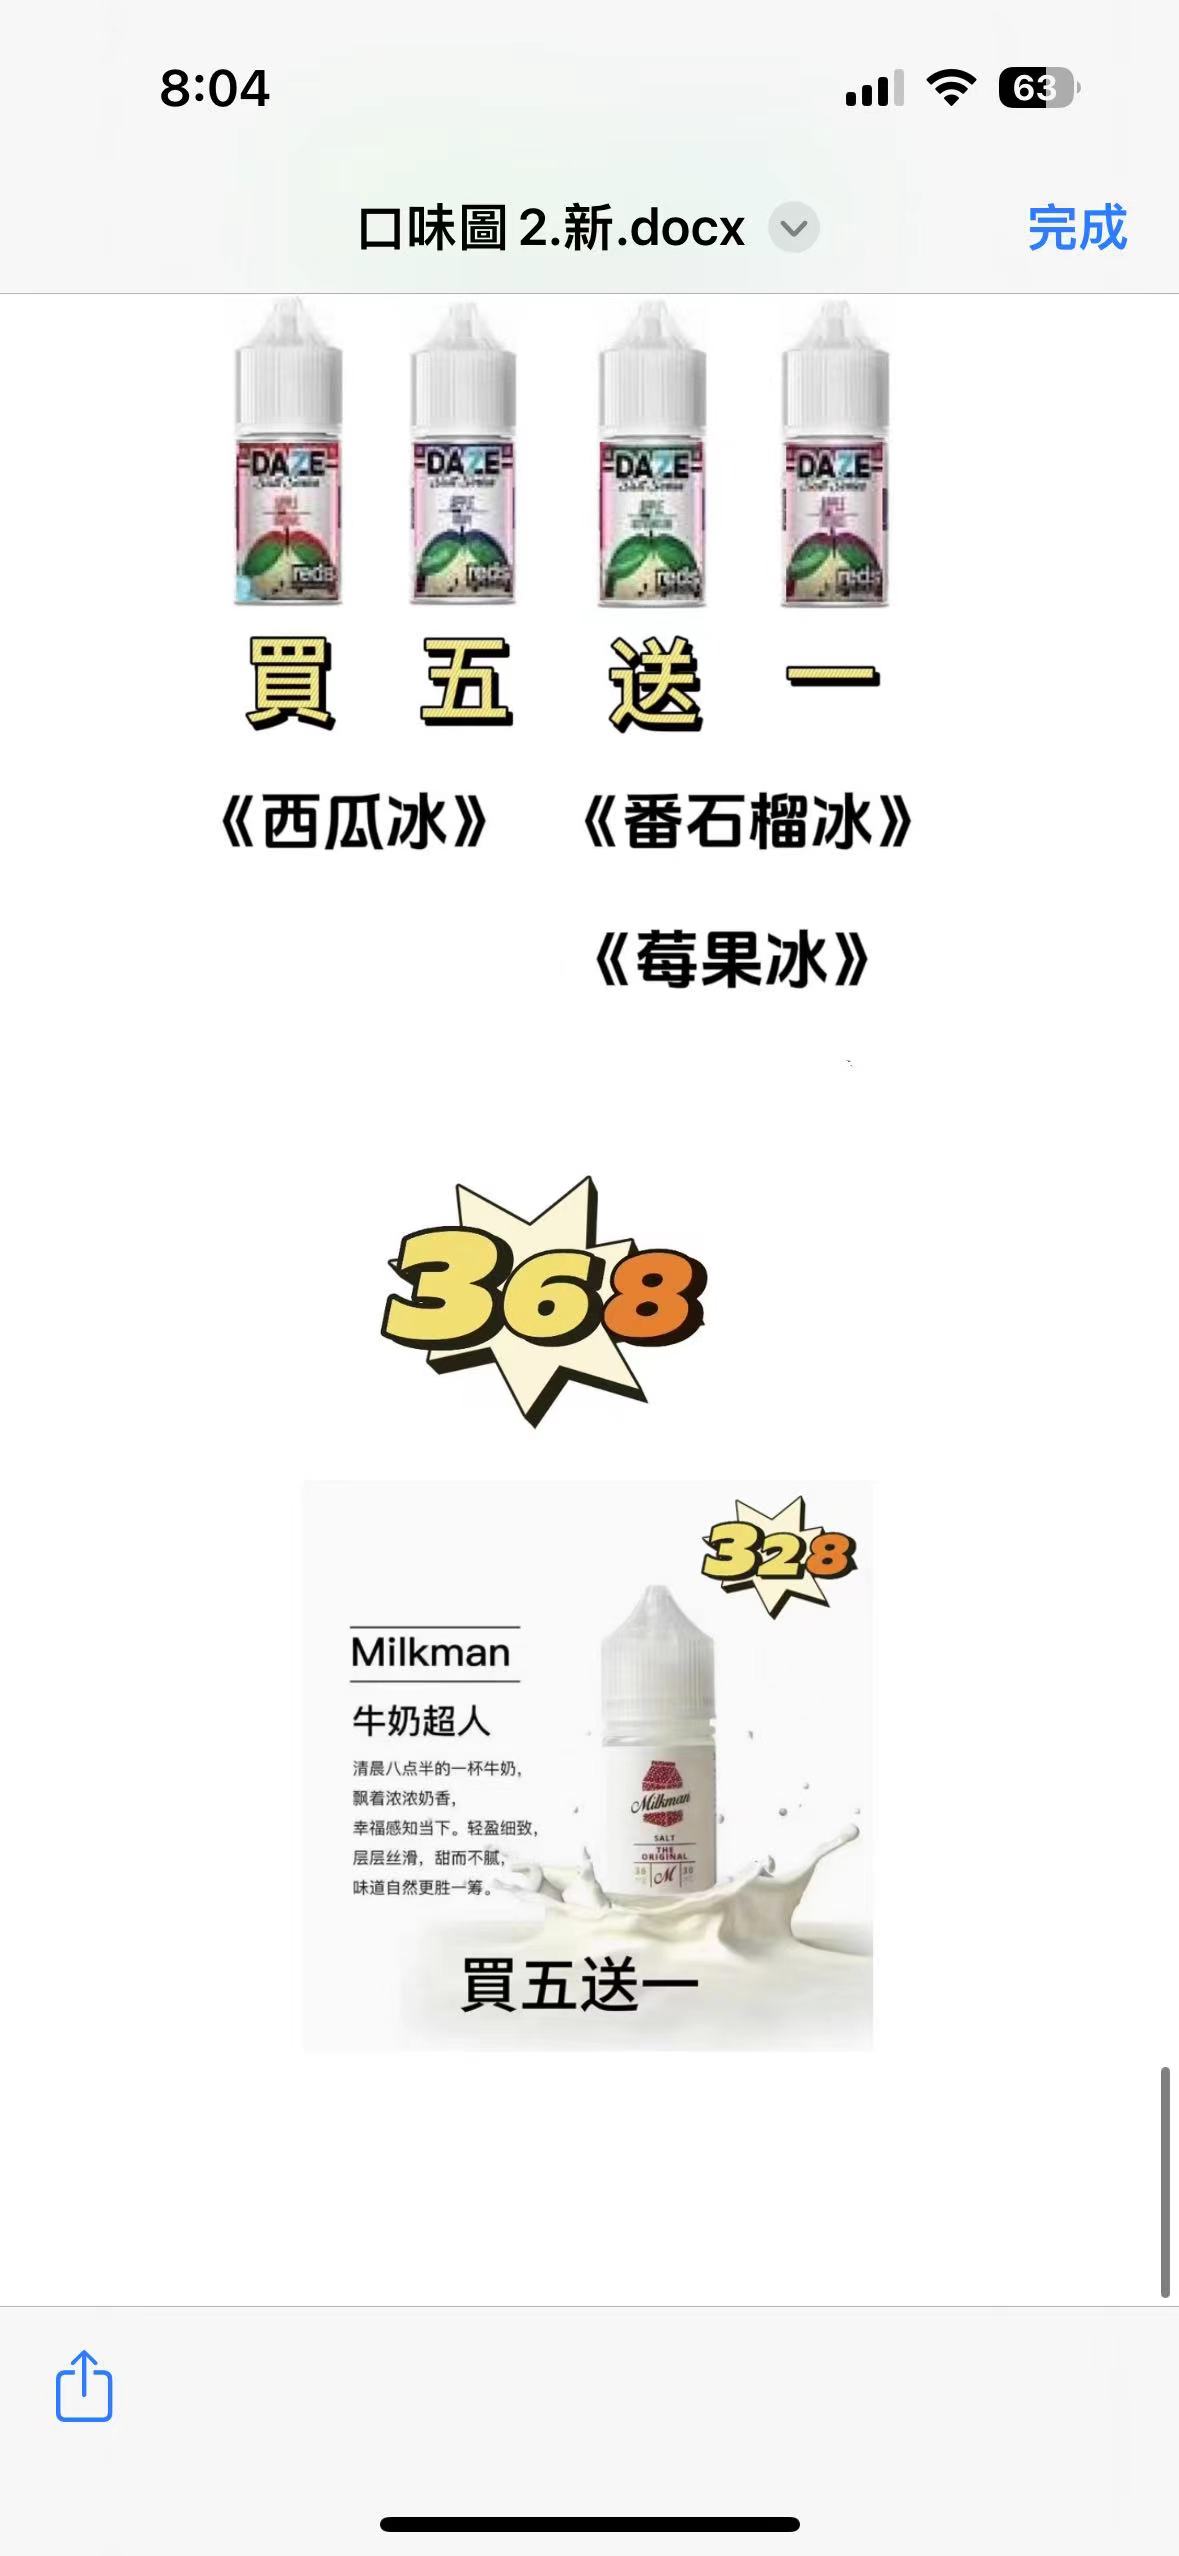 8:04
63
口味圖 2.新.docx
完成
DAZE DAZE DAZE DAZE
reds reds reds reds
買 五 送 一
《西瓜冰》 《番石榴冰》
《莓果冰》
368
328
Milkman
牛奶超人
清晨八点半的一杯牛奶，
飘着浓浓奶香，
幸福感知当下。轻盈细致，
层层丝滑，甜而不腻，
味道自然更胜一筹。
Milkman
SALT
THE
ORIGINAL
M
買五送一